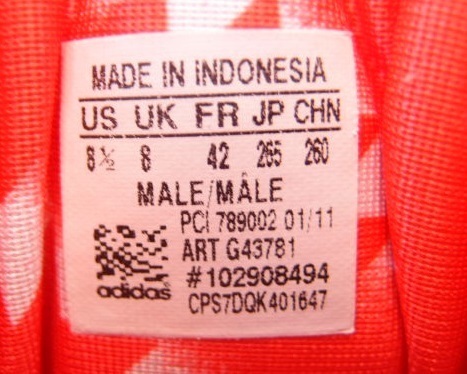 MADE IN INDONESIA
US UK FR JP CHN
8½ 8 42 265 260
MALE/MÂLE
PCI 789002 01/11
ART G43781
#102908494
adidas CPS7DQK401647